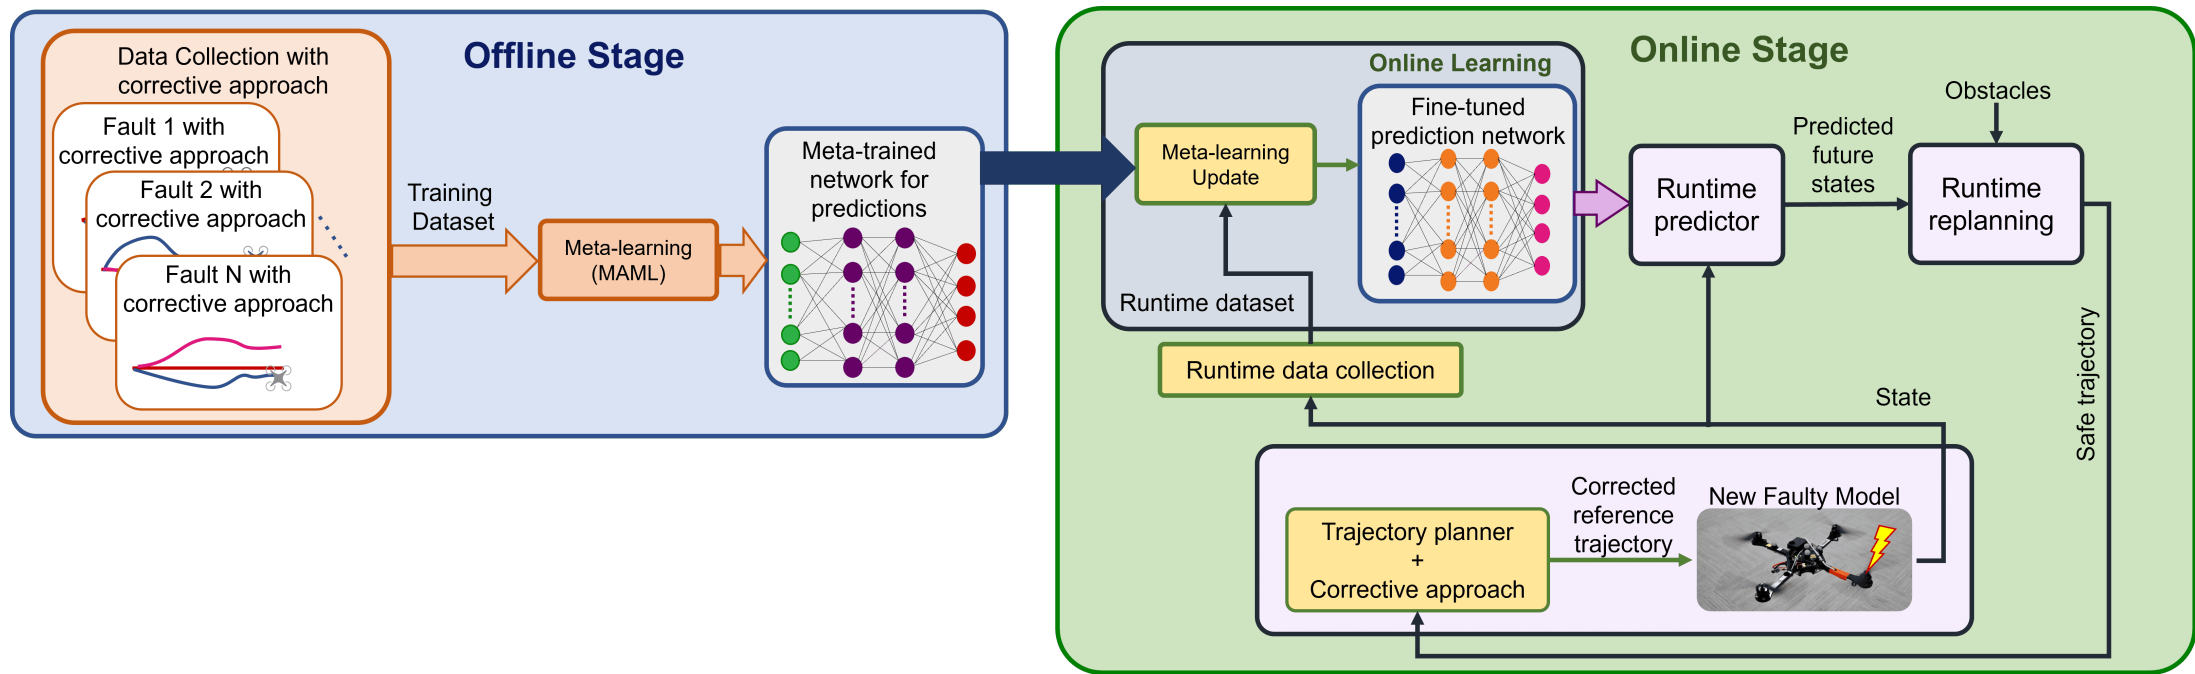 Offline Stage
Data Collection with
corrective approach
Fault 1 with
corrective approach
Fault 2 with
corrective approach
Fault N with
corrective approach
Training
Dataset
Meta-learning
(MAML)
Meta-trained
network for
predictions
Online Stage
Online Learning
Meta-learning
Update
Fine-tuned
prediction network
Runtime dataset
Runtime data collection
Runtime
predictor
Predicted
future
states
Obstacles
Runtime
replanning
Safe trajectory
State
Trajectory planner
+
Corrective approach
Corrected
reference
trajectory
New Faulty Model